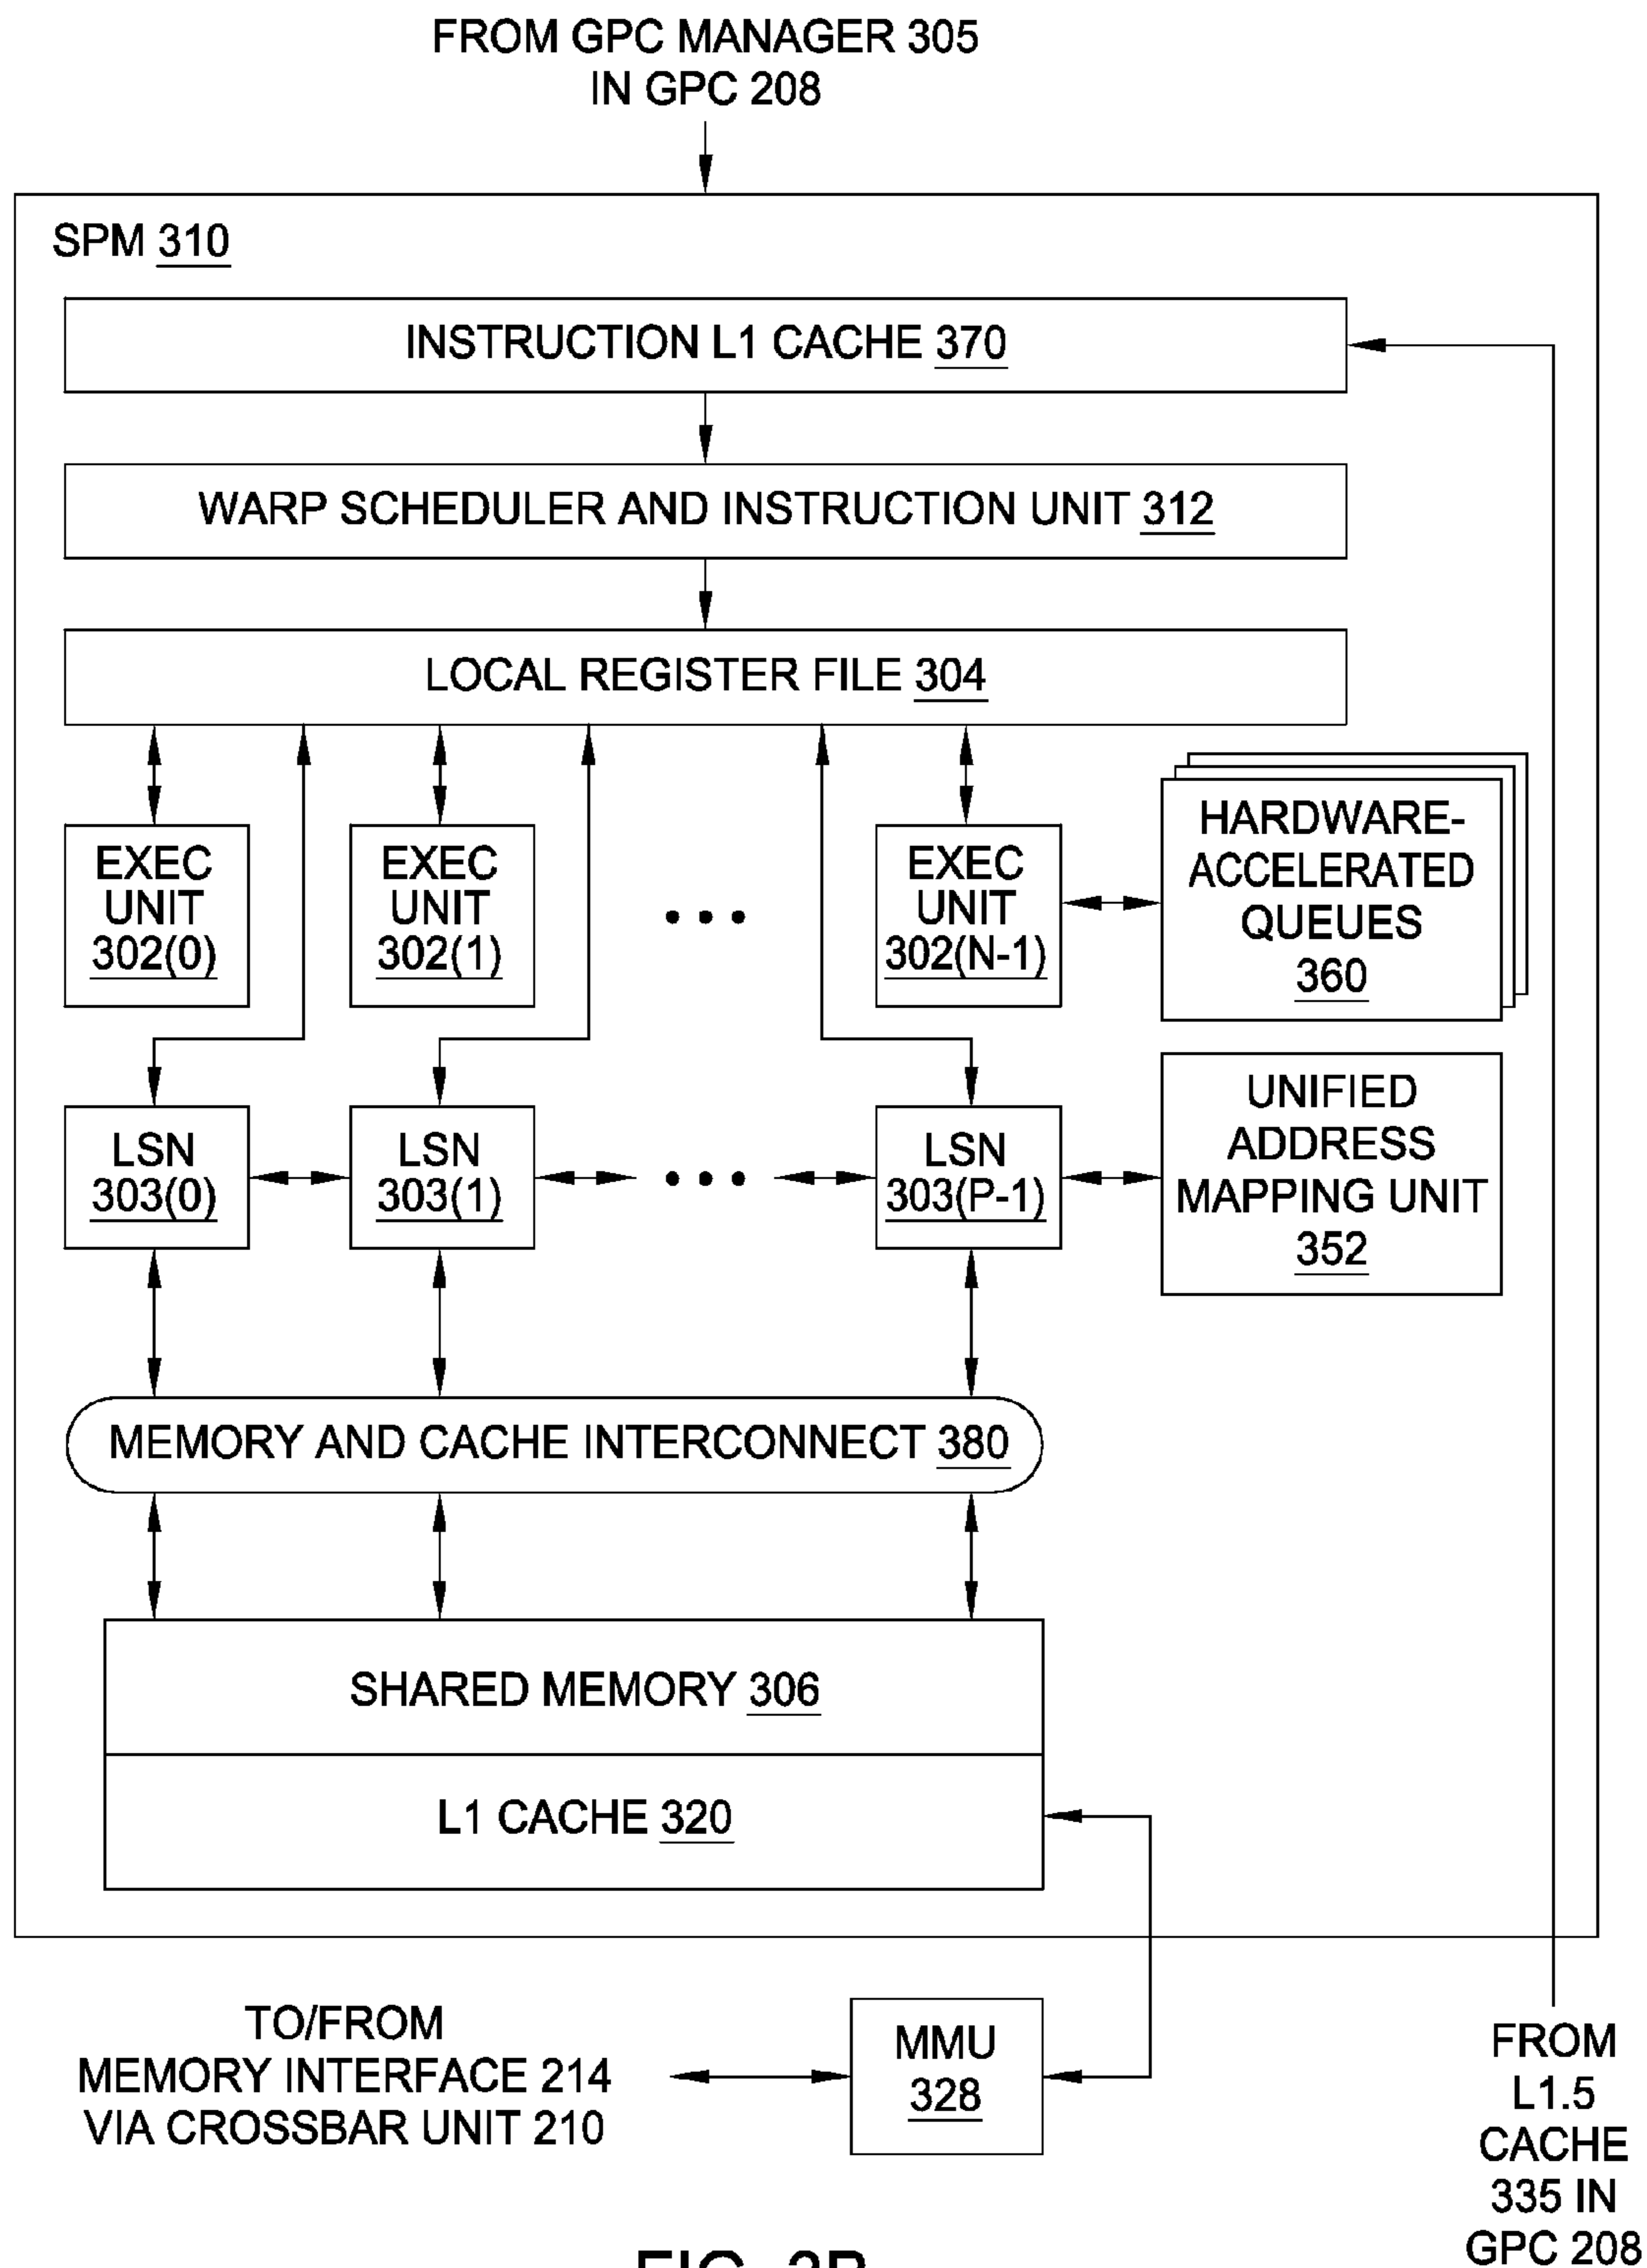 FROM GPC MANAGER 305
IN GPC 208
SPM 310
INSTRUCTION L1 CACHE 370
WARP SCHEDULER AND INSTRUCTION UNIT 312
LOCAL REGISTER FILE 304
EXEC
UNIT
302(0)
EXEC
UNIT
302(1)
EXEC
UNIT
302(N-1)
HARDWARE-
ACCELERATED
QUEUES
360
LSN
303(0)
LSN
303(1)
LSN
303(P-1)
UNIFIED
ADDRESS
MAPPING UNIT
352
MEMORY AND CACHE INTERCONNECT 380
SHARED MEMORY 306
L1 CACHE 320
TO/FROM
MEMORY INTERFACE 214
VIA CROSSBAR UNIT 210
MMU
328
FROM
L1.5
CACHE
335 IN
GPC 208